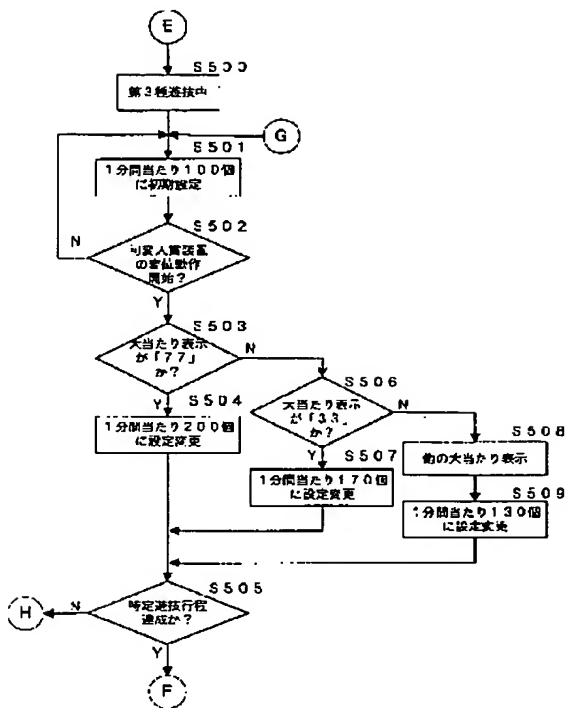 E
S500
第3種遊技中
G
S501
1分間当たり100個
に初期設定
S502
N
可変入賞装置
の変位動作
開始?
Y
S503
大当たり表示
が「77」
か?
N
Y
S504
1分間当たり200個
に設定変更
S506
大当たり表示
が「33」
か?
N
Y
S507
1分間当たり170個
に設定変更
S508
他の大当たり表示
S509
1分間当たり130個
に設定変更
S505
特定遊技行程
達成か?
N
H
Y
F